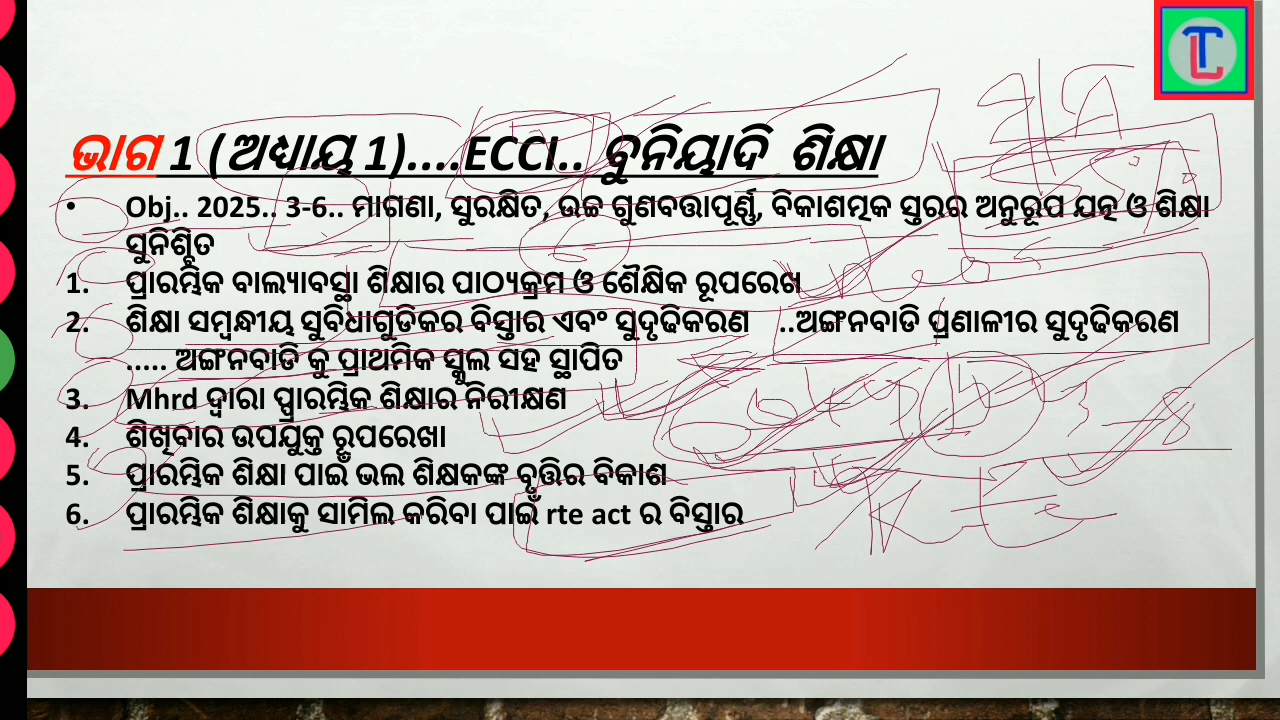 ଭାଗ 1 (ଅଧ୍ୟାୟ 1)....ECCI.. ବୁନିୟାଦି ଶିକ୍ଷା
• Obj.. 2025.. 3-6.. ମାଗଣା, ସୁରକ୍ଷିତ, ଉଚ୍ଚ ଗୁଣବତ୍ତାପୂର୍ଣ୍ଣ, ବିକାଶତ୍ମକ ସ୍ତରର ଅନୁରୂପ ଯତ୍ନ ଓ ଶିକ୍ଷା
ସୁନିଶ୍ଚିତ
1. ପ୍ରାରମ୍ଭିକ ବାଲ୍ୟାବସ୍ଥା ଶିକ୍ଷାର ପାଠ୍ୟକ୍ରମ ଓ ଶୈକ୍ଷିକ ରୂପରେଖ
2. ଶିକ୍ଷା ସମ୍ବନ୍ଧୀୟ ସୁବିଧାଗୁଡିକର ବିସ୍ତାର ଏବଂ ସୁଦୃଢିକରଣ ..ଅଙ୍ଗନବାଡି ପ୍ରଣାଳୀର ସୁଦୃଢିକରଣ
..... ଅଙ୍ଗନବାଡି କୁ ପ୍ରାଥମିକ ସ୍କୁଲ ସହ ସ୍ଥାପିତ
3. Mhrd ଦ୍ୱାରା ପ୍ରାରମ୍ଭିକ ଶିକ୍ଷାର ନିରୀକ୍ଷଣ
4. ଶିଖିବାର ଉପଯୁକ୍ତ ରୂପରେଖା
5. ପ୍ରାରମ୍ଭିକ ଶିକ୍ଷା ପାଇଁ ଭଲ ଶିକ୍ଷକଙ୍କ ବୃତ୍ତିର ବିକାଶ
6. ପ୍ରାରମ୍ଭିକ ଶିକ୍ଷାକୁ ସାମିଲ କରିବା ପାଇଁ rte act ର ବିସ୍ତାର